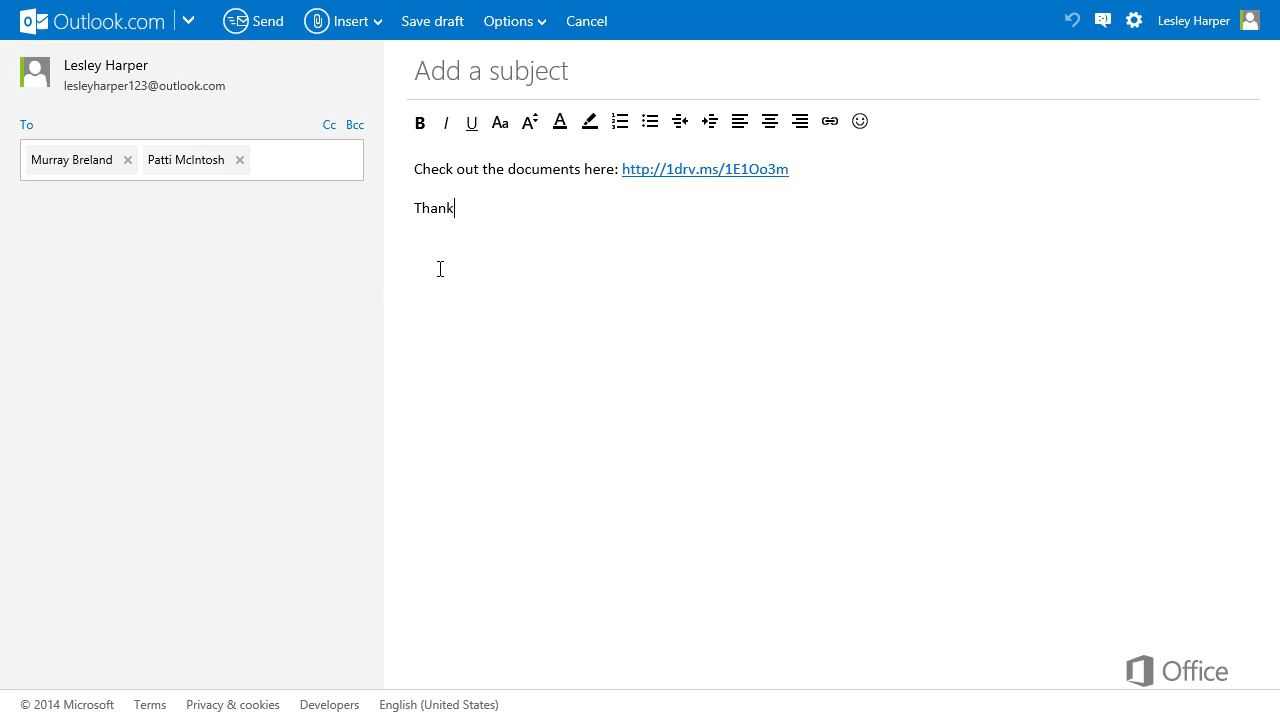 Outlook.com Send Insert Save draft Options Cancel Lesley Harper
Lesley Harper
lesleyharper123@outlook.com
To Cc Bcc
Murray Breland × Patti McIntosh ×
Add a subject
B I U Aa A A
Check out the documents here: http://1drv.ms/1E1Oo3m
Thank
Office
© 2014 Microsoft Terms Privacy & cookies Developers English (United States)